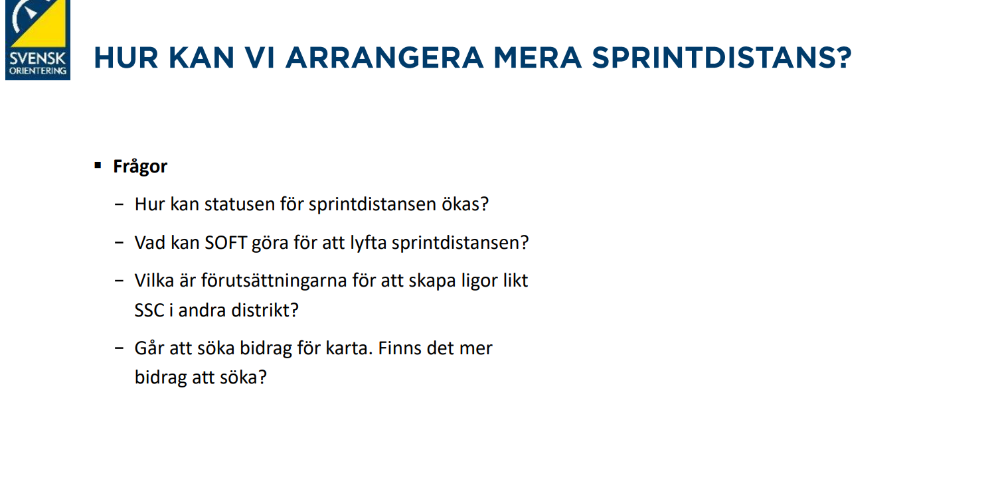 SVENSK
ORIENTERING
HUR KAN VI ARRANGERA MERA SPRINTDISTANS?
▪ Frågor
– Hur kan statusen för sprintdistansen ökas?
– Vad kan SOFT göra för att lyfta sprintdistansen?
– Vilka är förutsättningarna för att skapa ligor likt
SSC i andra distrikt?
– Går att söka bidrag för karta. Finns det mer
bidrag att söka?